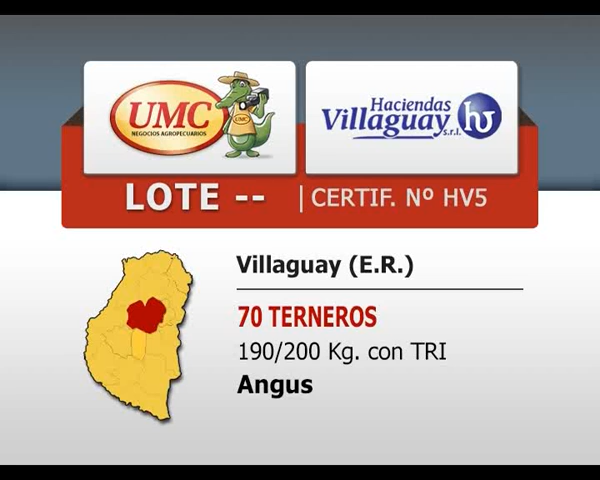 UMC
NEGOCIOS AGROPECUARIOS
UMC
Haciendas
Villaguay
s.r.l.
hv
LOTE -- | CERTIF. Nº HV5
Villaguay (E.R.)
70 TERNEROS
190/200 Kg. con TRI
Angus